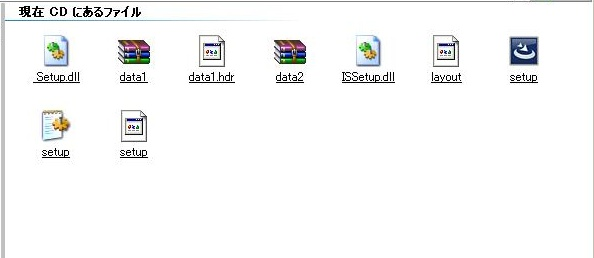 現在 CD にあるファイル
_Setup.dll data1 data1.hdr data2 ISSetup.dll layout setup
setup setup